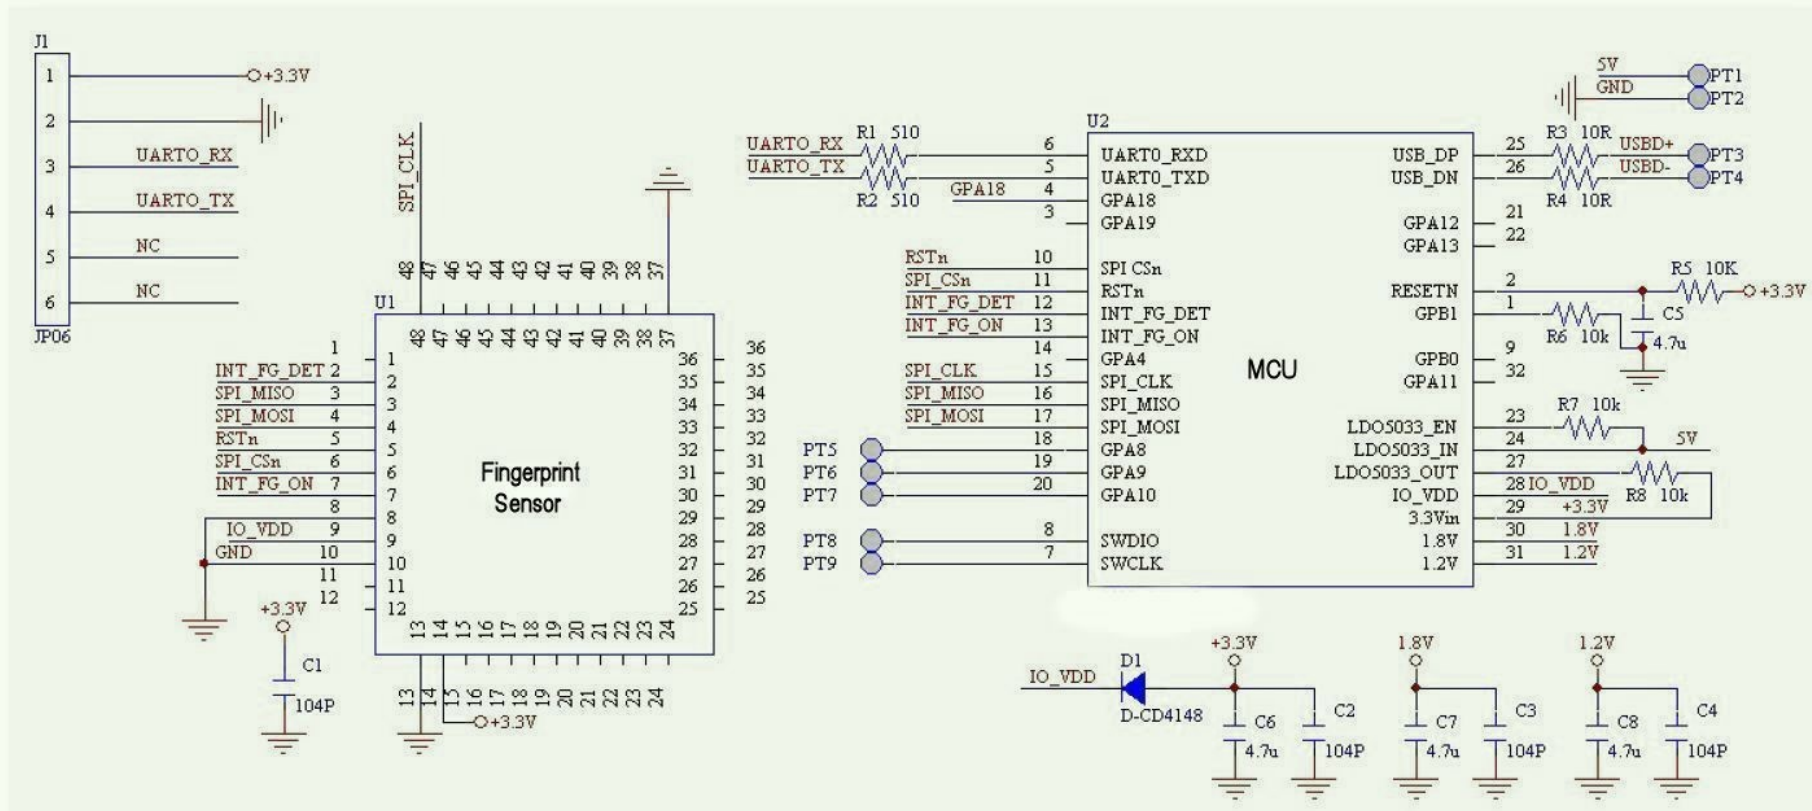 J1
1 +3.3V
2
3 UARTO_RX
4 UARTO_TX
5 NC
6 NC
JP06
SPI_CLK
48 47 46 45 44 43 42 41 40 39 38 37
U1
48 47 46 45 44 43 42 41 40 39 38 37
1 1
INT_FG_DET 2 2
SPI_MISO 3 3
SPI_MOSI 4 4
RSTn 5 5
SPI_CSn 6 6
INT_FG_ON 7 7
8 8
IO_VDD 9 9
GND 10 10
11 11
12 12
Fingerprint
Sensor
36 36
35 35
34 34
33 33
32 32
31 31
30 30
29 29
28 28
27 27
26 26
25 25
13 14 15 16 17 18 19 20 21 22 23 24
13 14 15 16 17 18 19 20 21 22 23 24
+3.3V
+3.3V
C1
104P
U2
R1 510
UARTO_RX 6 UART0_RXD
UARTO_TX 5 UART0_TXD
R2 510
GPA18 4 GPA18
3 GPA19
RSTn 10 SPI CSn
SPI_CSn 11 RSTn
INT_FG_DET 12 INT_FG_DET
INT_FG_ON 13 INT_FG_ON
14 GPA4
SPI_CLK 15 SPI_CLK
SPI_MISO 16 SPI_MISO
SPI_MOSI 17 SPI_MOSI
PT5 18 GPA8
PT6 19 GPA9
PT7 20 GPA10
PT8 8 SWDIO
PT9 7 SWCLK
MCU
5V PT1
GND PT2
R3 10R
USB_DP 25 USBD+ PT3
USB_DN 26 USBD- PT4
R4 10R
GPA12 21
GPA13 22
R5 10K
RESETN 2 +3.3V
GPB1 1
R6 10k
C5
4.7u
GPB0 9
GPA11 32
R7 10k
LDO5033_EN 23
LDO5033_IN 24 5V
LDO5033_OUT 27
R8 10k
IO_VDD 28 IO_VDD
3.3Vin 29 +3.3V
1.8V 30 1.8V
1.2V 31 1.2V
IO_VDD
D1
D-CD4148
+3.3V
C6
4.7u
C2
104P
1.8V
C7
4.7u
C3
104P
1.2V
C8
4.7u
C4
104P